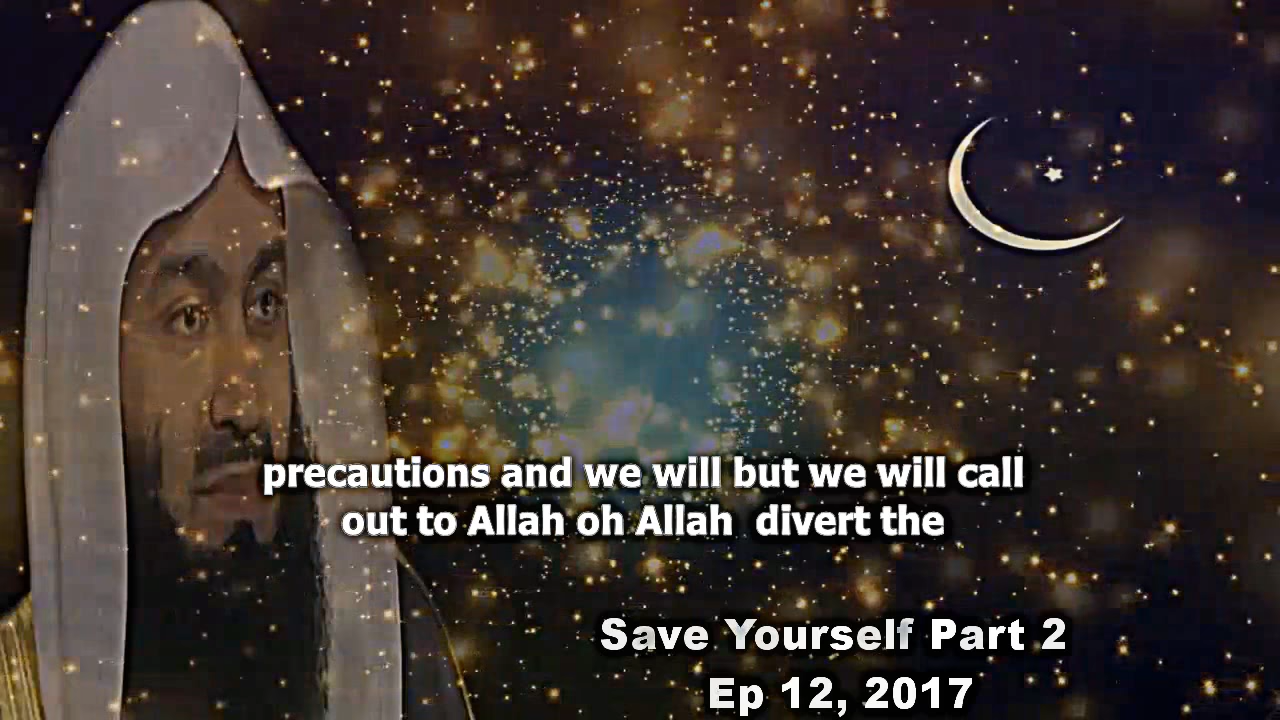 precautions and we will but we will call
out to Allah oh Allah  divert the
Save Yourself Part 2
Ep 12, 2017